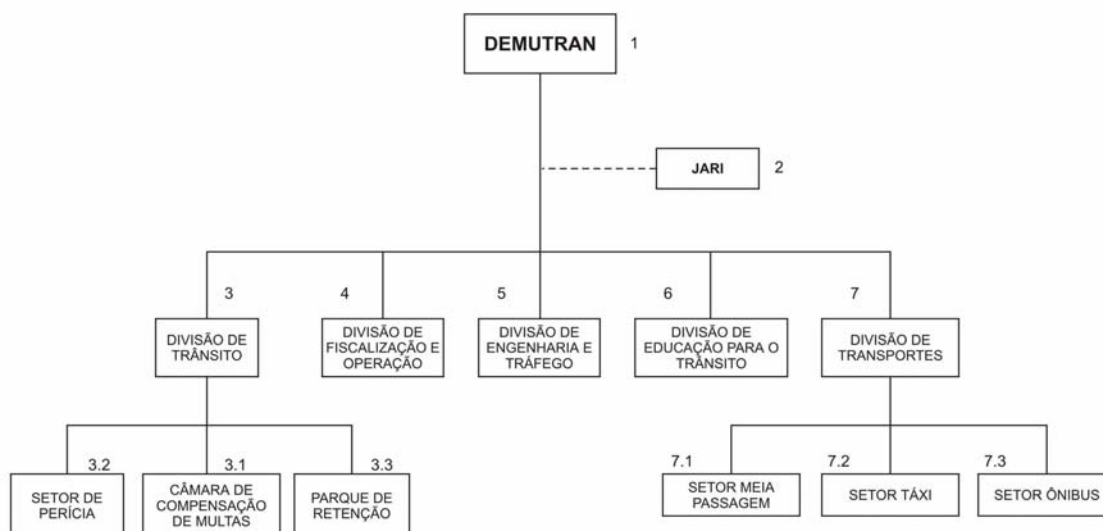 DEMUTRAN 1
JARI 2
3
4
5
6
7
DIVISÃO DE
TRÂNSITO
DIVISÃO DE
FISCALIZAÇÃO E
OPERAÇÃO
DIVISÃO DE
ENGENHARIA E
TRÁFEGO
DIVISÃO DE
EDUCAÇÃO PARA O
TRÂNSITO
DIVISÃO DE
TRANSPORTES
3.2
SETOR DE
PERÍCIA
3.1
CÂMARA DE
COMPENSAÇÃO
DE MULTAS
3.3
PARQUE DE
RETENÇÃO
7.1
SETOR MEIA
PASSAGEM
7.2
SETOR TÁXI
7.3
SETOR ÔNIBUS